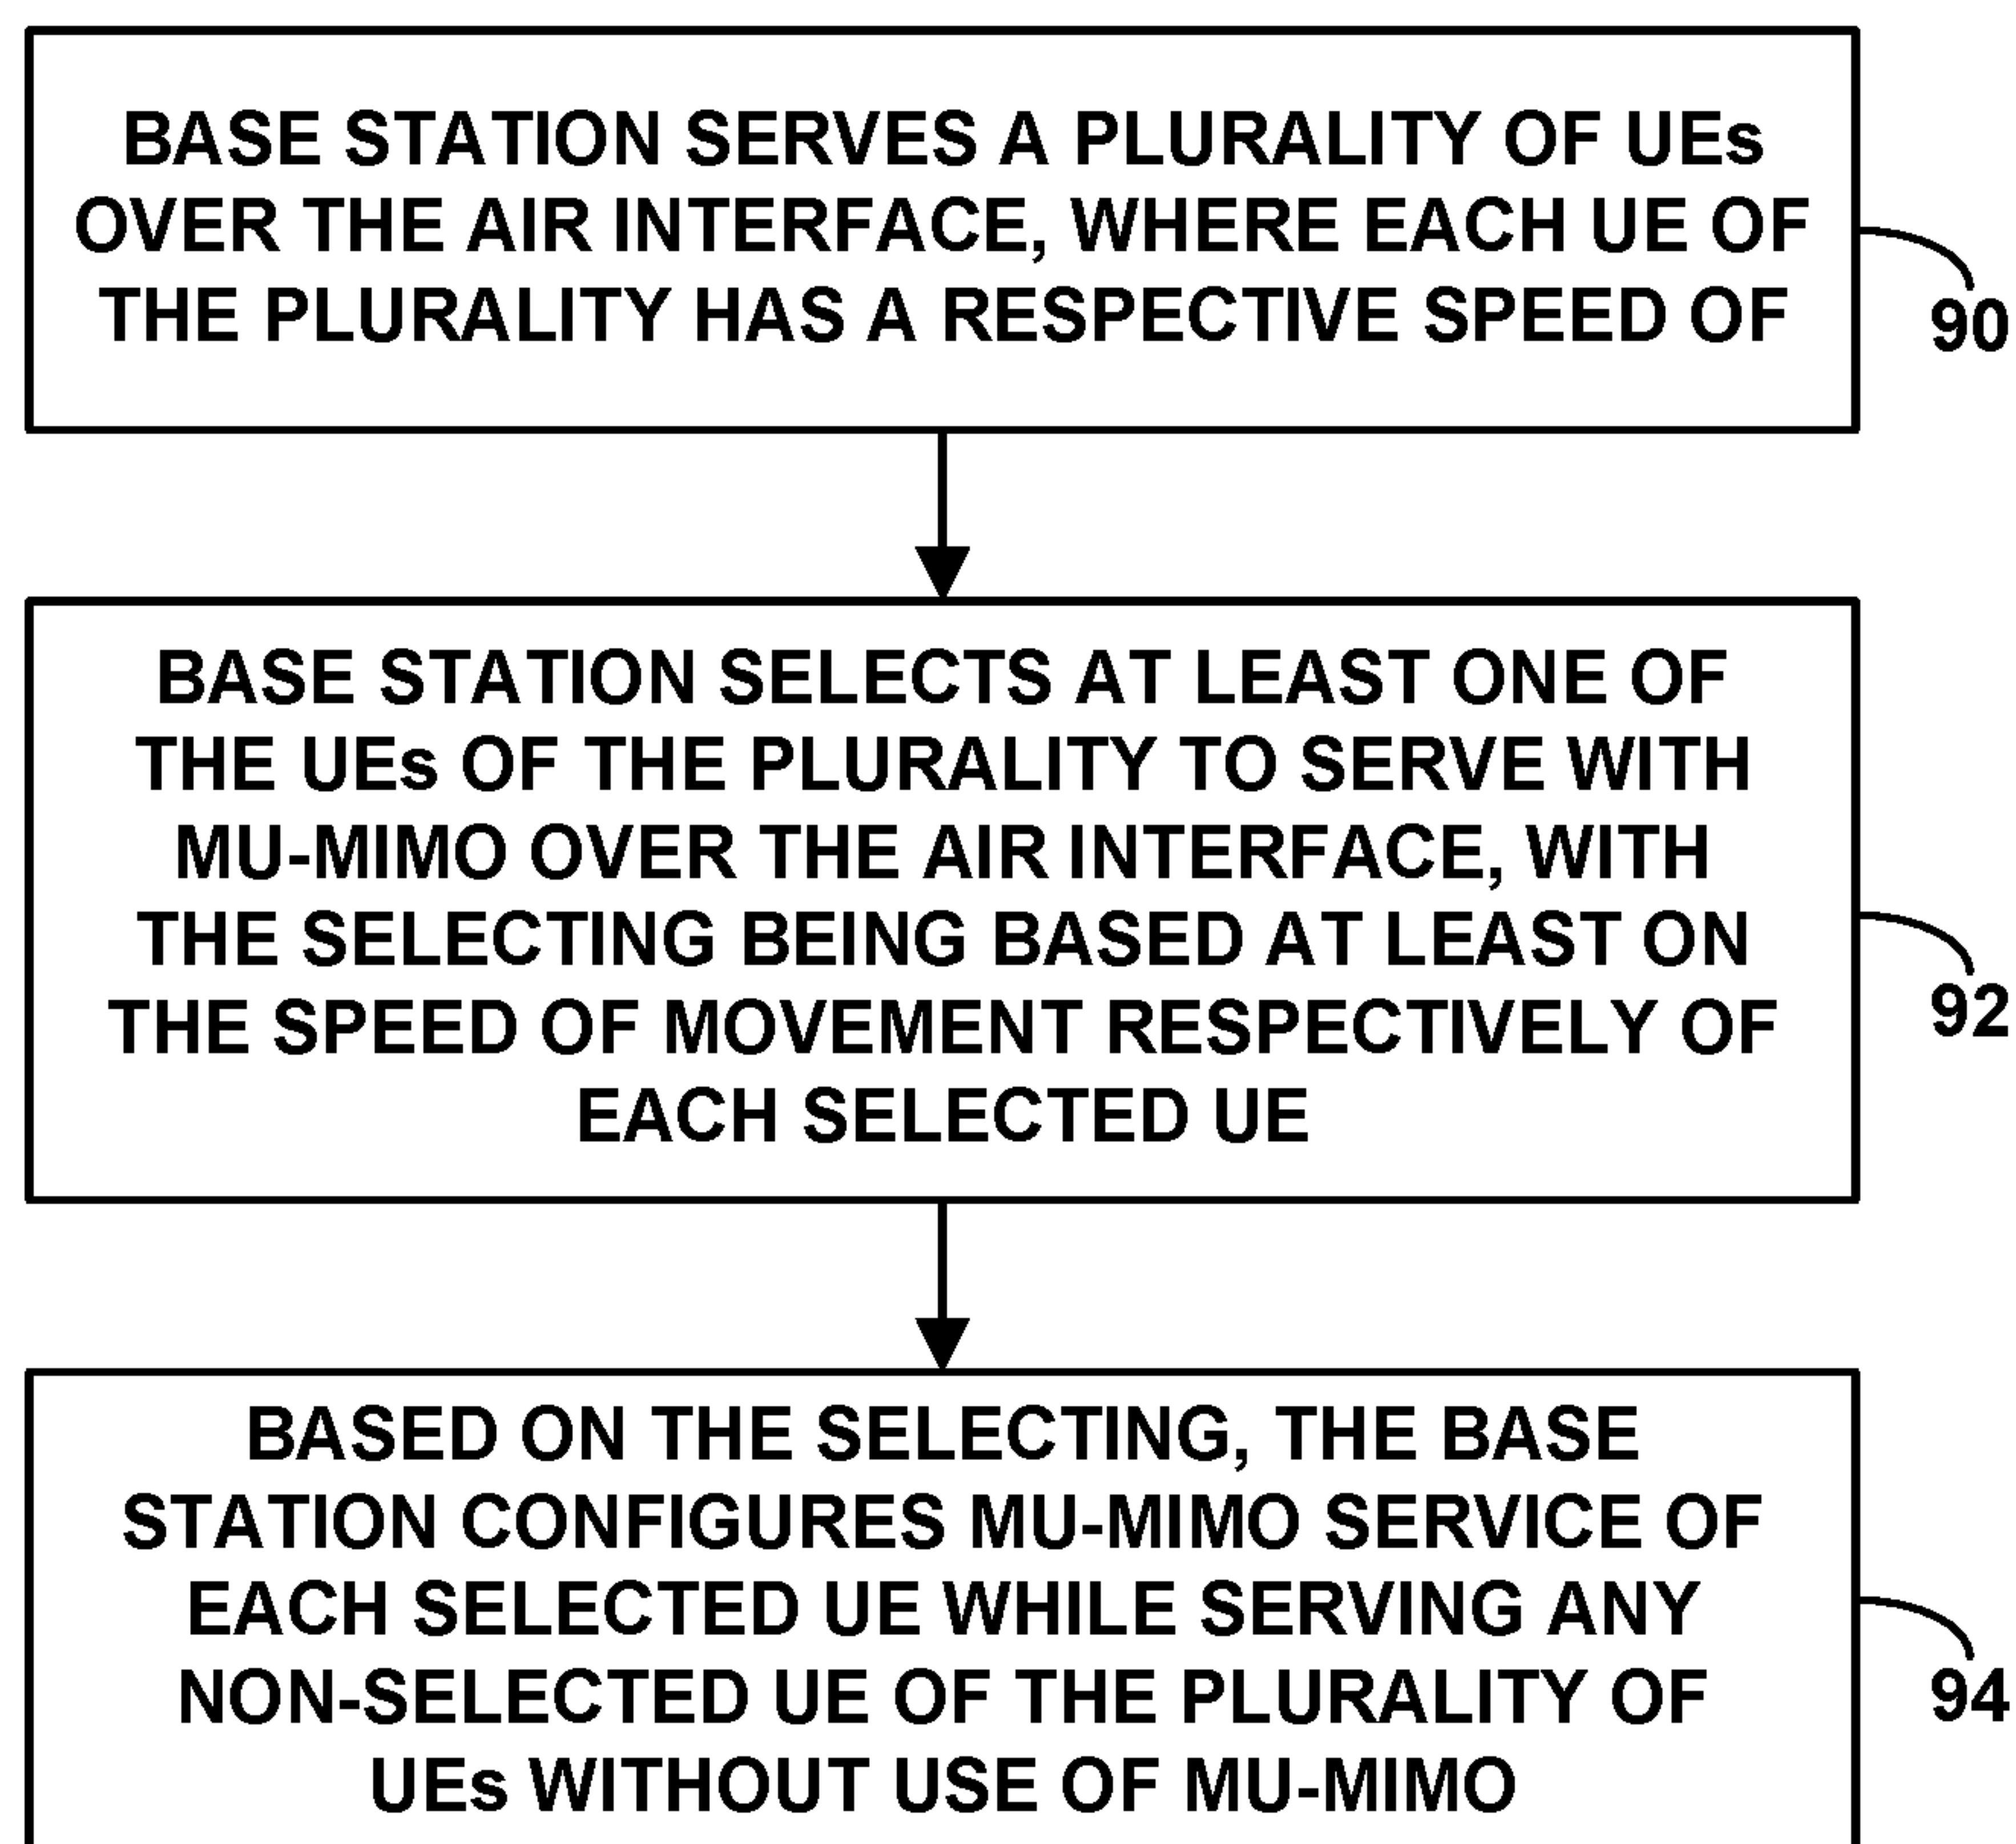 BASE STATION SERVES A PLURALITY OF UEs
OVER THE AIR INTERFACE, WHERE EACH UE OF
THE PLURALITY HAS A RESPECTIVE SPEED OF
90
BASE STATION SELECTS AT LEAST ONE OF
THE UEs OF THE PLURALITY TO SERVE WITH
MU-MIMO OVER THE AIR INTERFACE, WITH
THE SELECTING BEING BASED AT LEAST ON
THE SPEED OF MOVEMENT RESPECTIVELY OF
EACH SELECTED UE
92
BASED ON THE SELECTING, THE BASE
STATION CONFIGURES MU-MIMO SERVICE OF
EACH SELECTED UE WHILE SERVING ANY
NON-SELECTED UE OF THE PLURALITY OF
UEs WITHOUT USE OF MU-MIMO
94